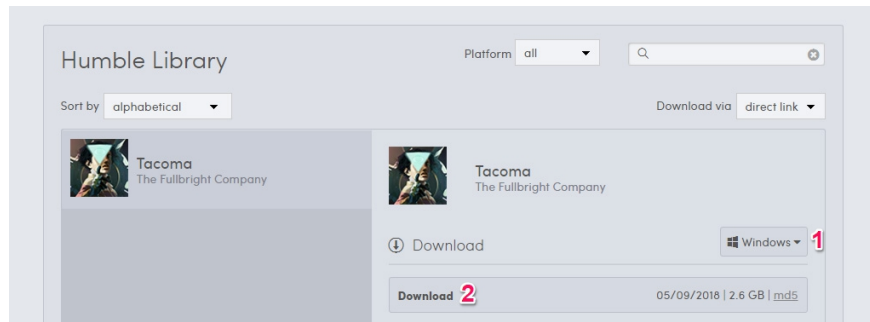 Humble Library
Platform all
Sort by alphabetical
Download via direct link
Tacoma
The Fullbright Company
Tacoma
The Fullbright Company
Download
Windows 1
Download 2
05/09/2018 | 2.6 GB | md5